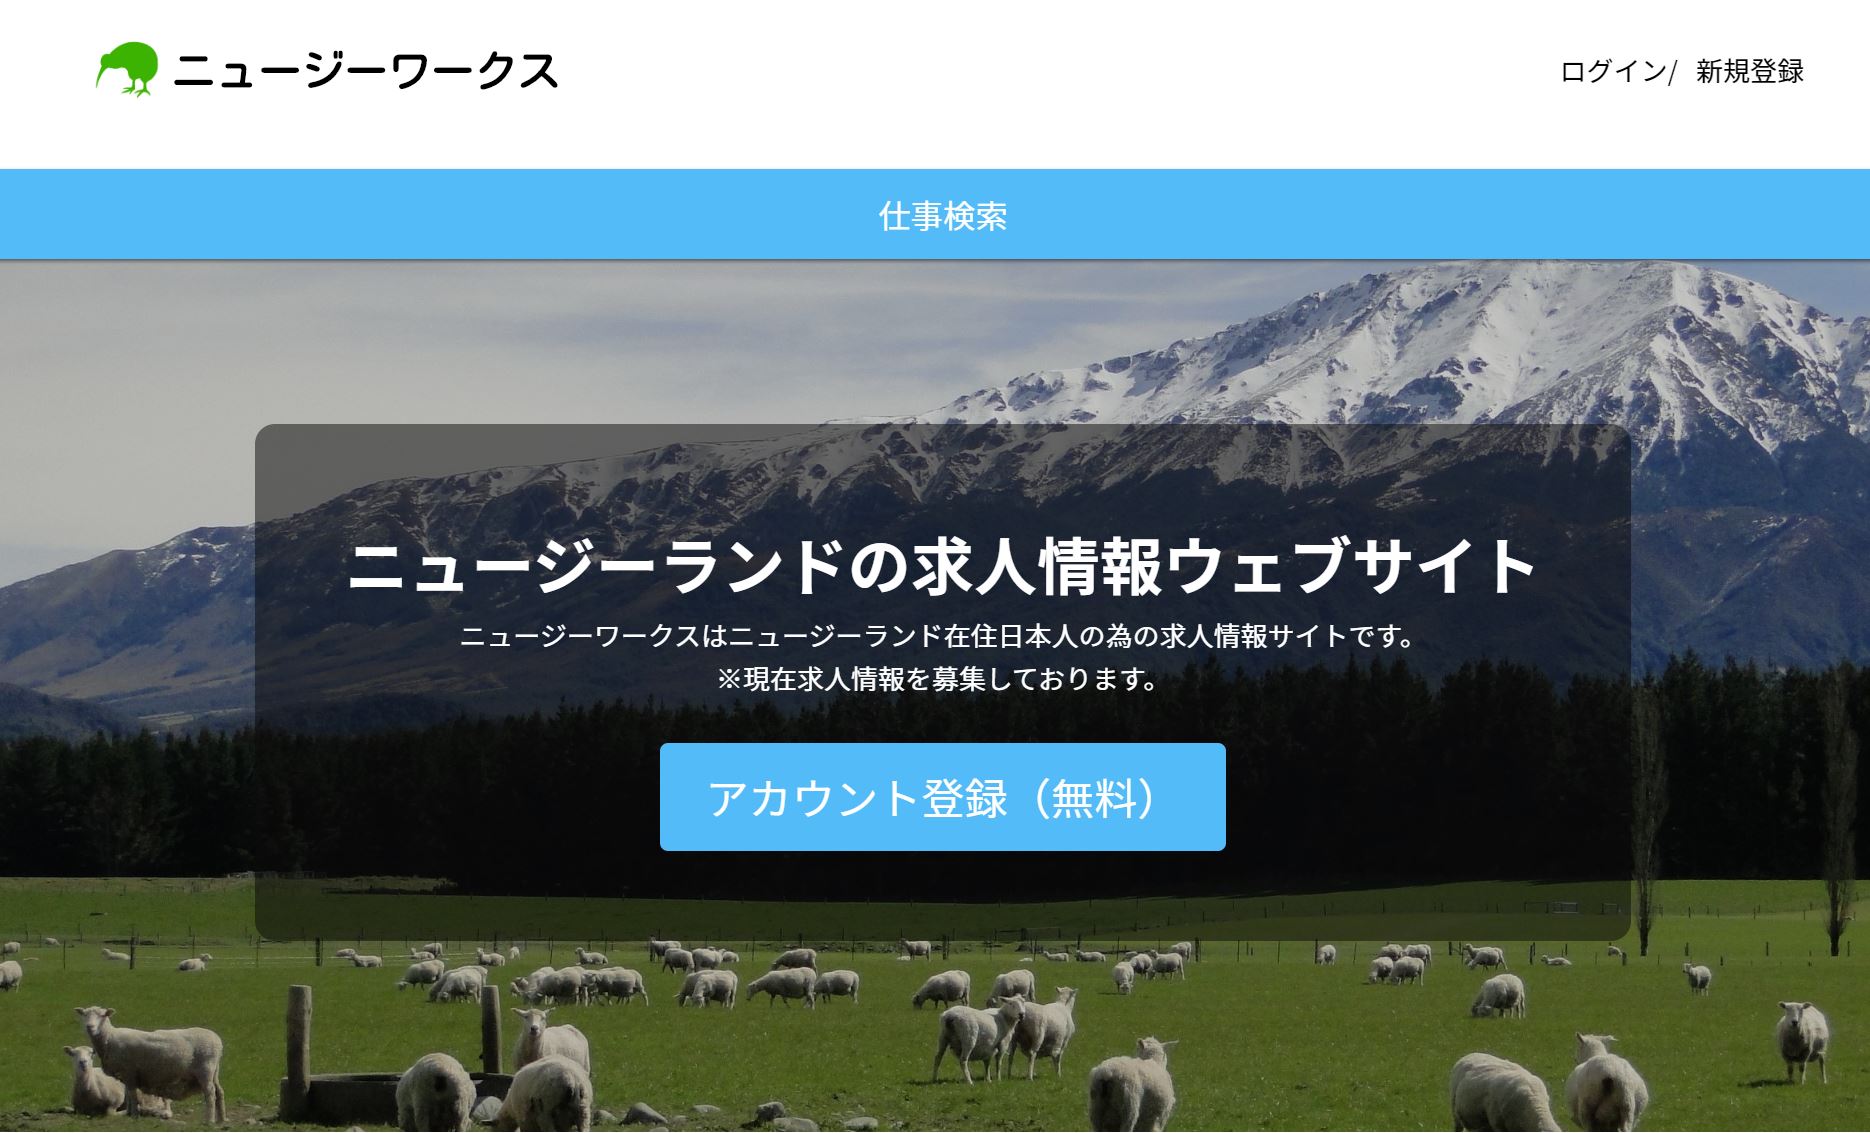 ニュージーワークス
ログイン/ 新規登録
仕事検索
ニュージーランドの求人情報ウェブサイト
ニュージーワークスはニュージーランド在住日本人の為の求人情報サイトです。
※現在求人情報を募集しております。
アカウント登録（無料）